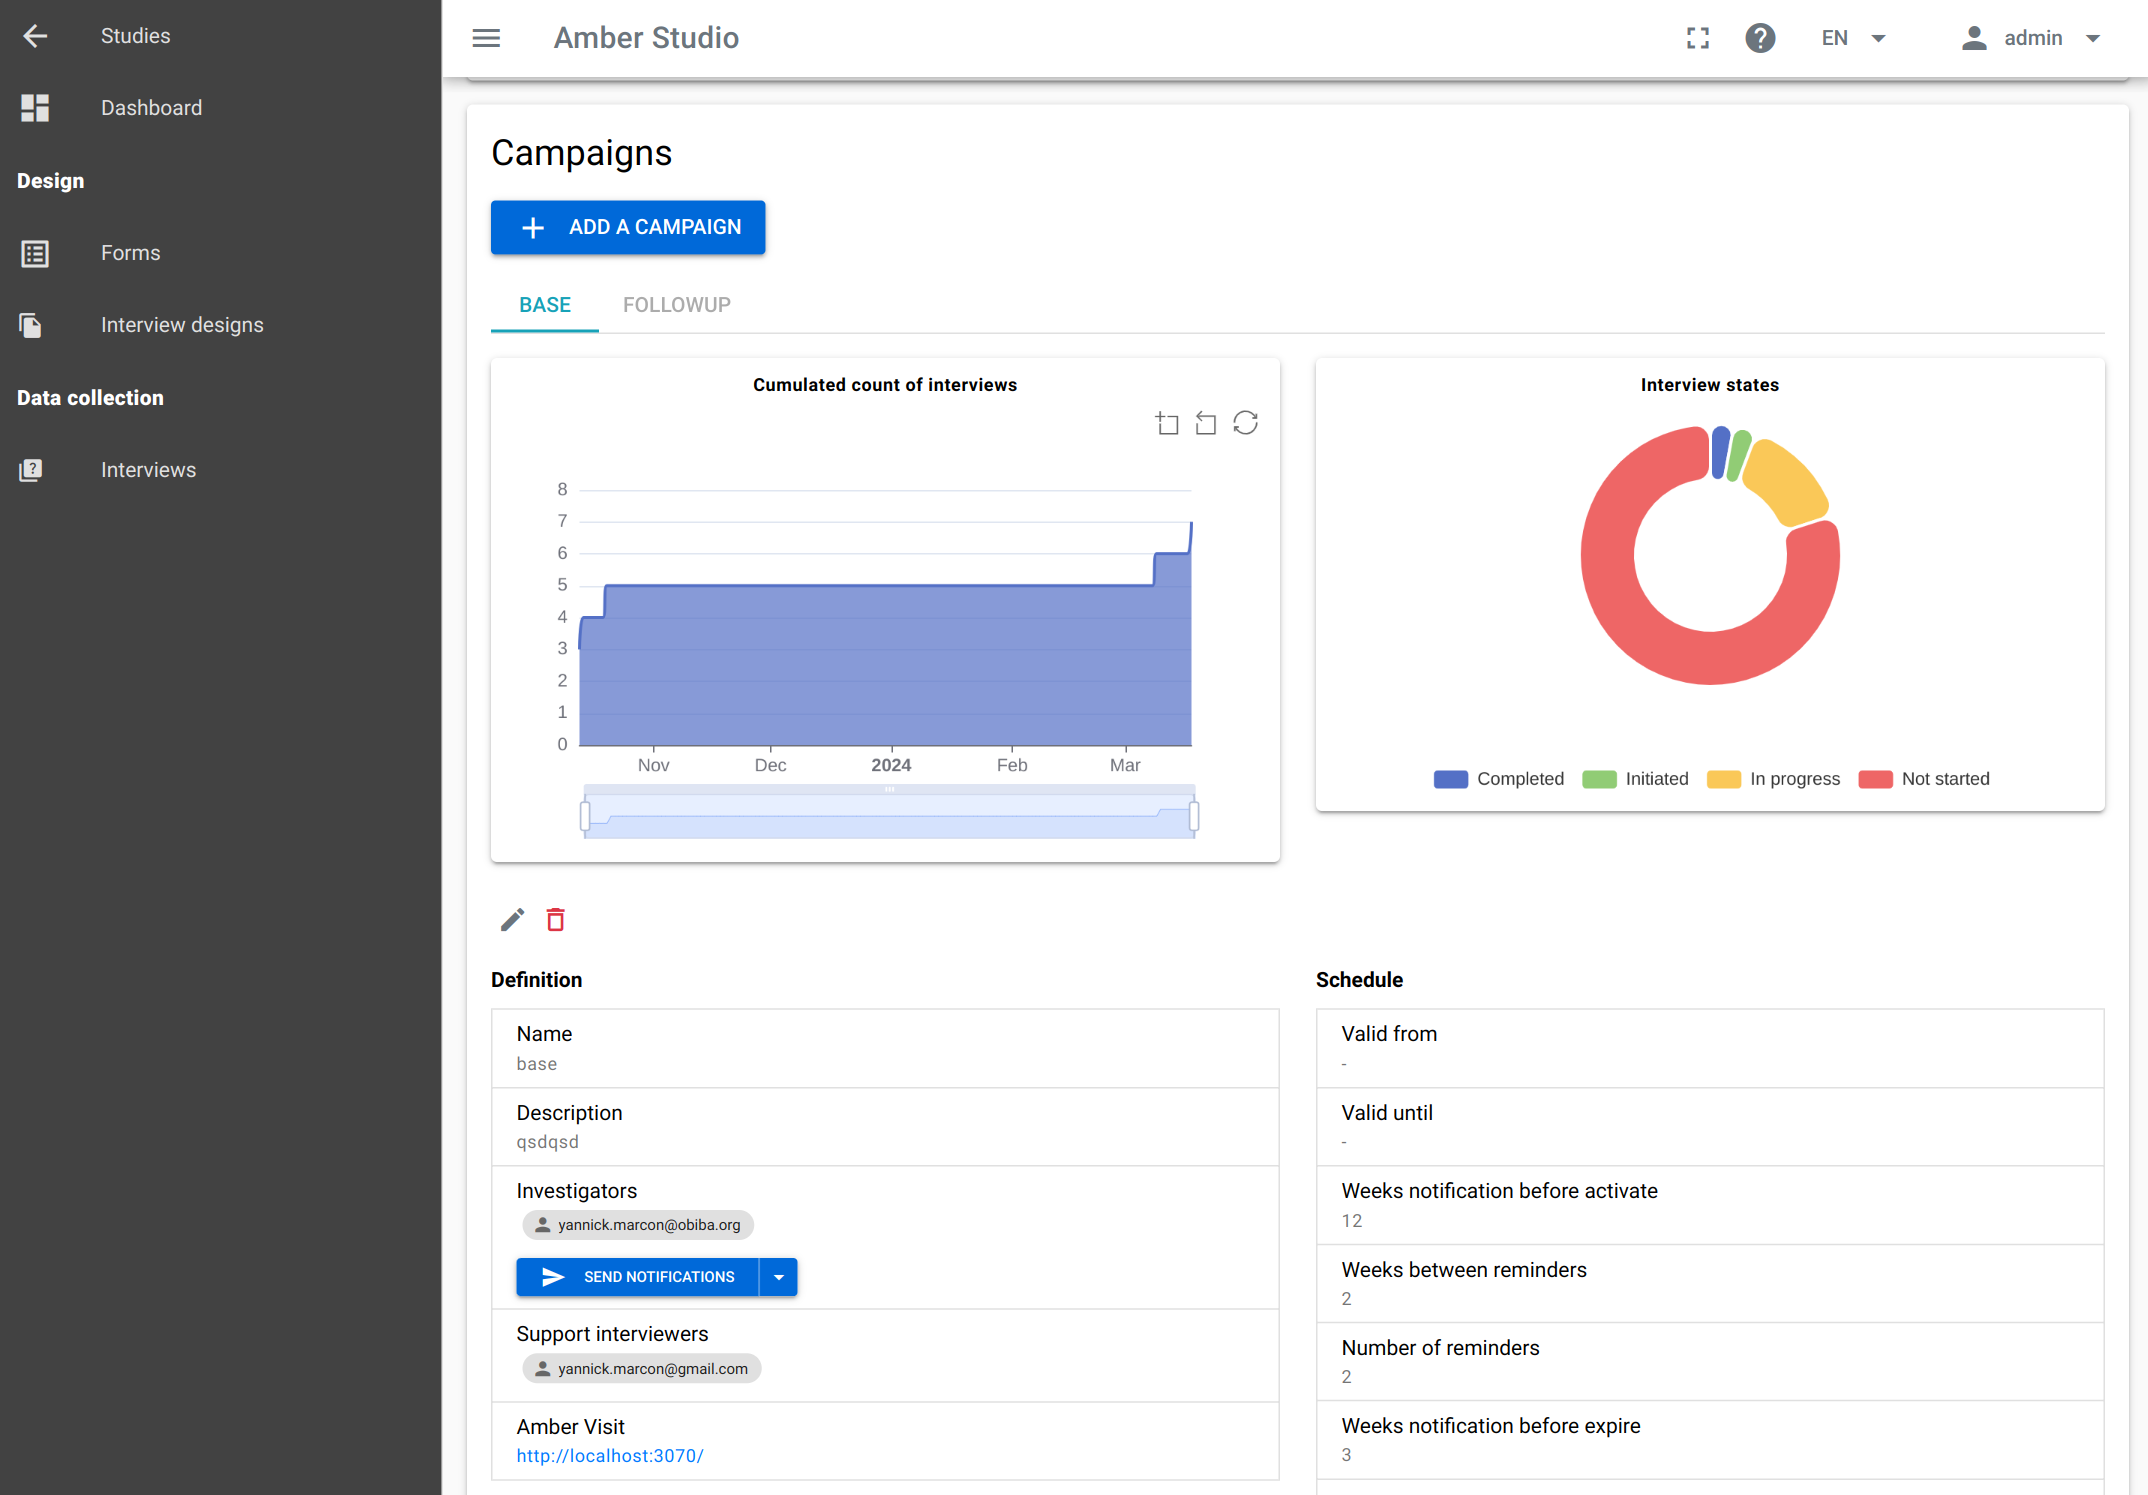 Studies
Dashboard
Design
Forms
Interview designs
Data collection
Interviews
Amber Studio
EN
admin
Campaigns
ADD A CAMPAIGN
BASE FOLLOWUP
Cumulated count of interviews
8
7
6
5
4
3
2
1
0
Nov Dec 2024 Feb Mar
Interview states
Completed Initiated In progress Not started
Definition
Name
base
Description
qsdqsd
Investigators
yannick.marcon@obiba.org
SEND NOTIFICATIONS
Support interviewers
yannick.marcon@gmail.com
Amber Visit
http://localhost:3070/
Schedule
Valid from
-
Valid until
-
Weeks notification before activate
12
Weeks between reminders
2
Number of reminders
2
Weeks notification before expire
3